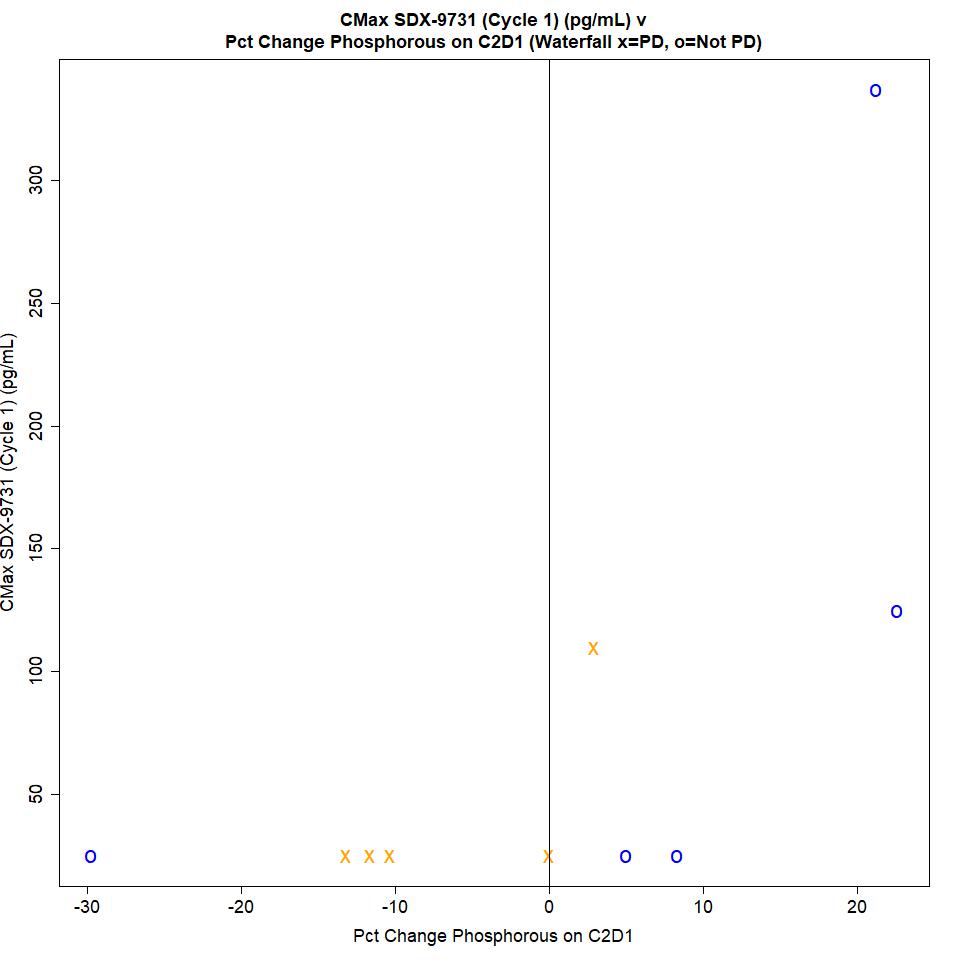 CMax SDX-9731 (Cycle 1) (pg/mL) v
Pct Change Phosphorous on C2D1 (Waterfall x=PD, o=Not PD)
CMax SDX-9731 (Cycle 1) (pg/mL)
300
250
200
150
100
50
o
o
x
o
x
x
x
x
o
o
-30
-20
-10
0
10
20
Pct Change Phosphorous on C2D1